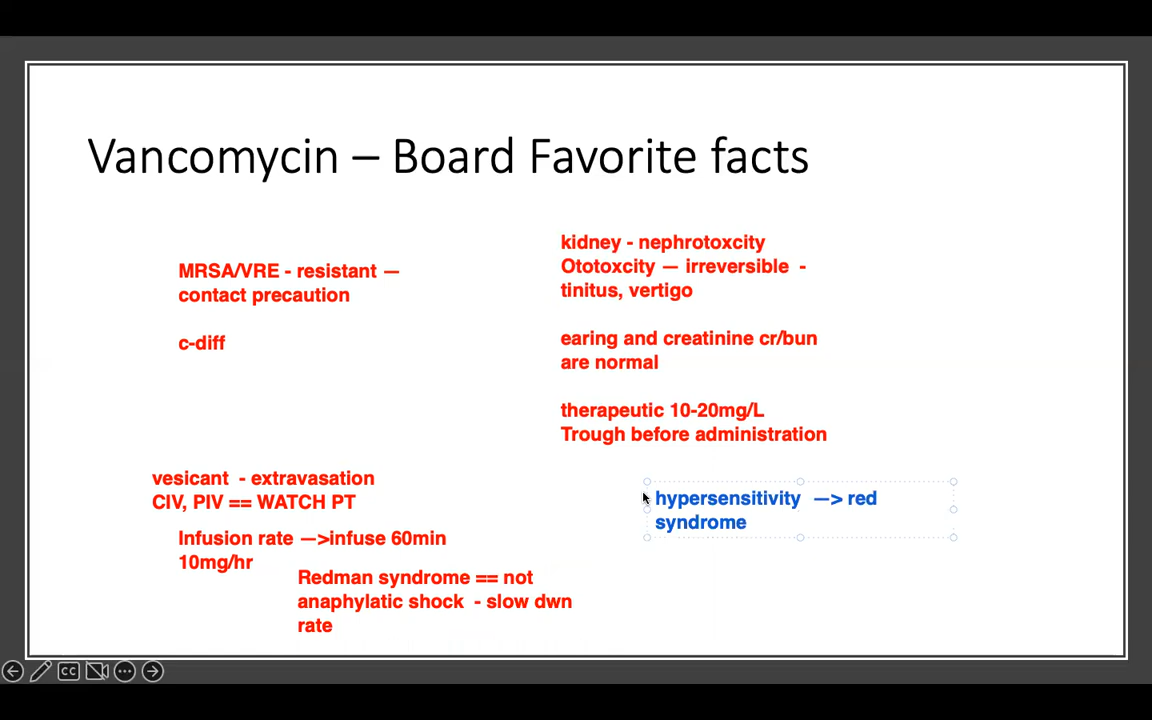 Vancomycin – Board Favorite facts
MRSA/VRE - resistant —
contact precaution
c-diff
kidney - nephrotoxcity
Ototoxcity — irreversible -
tinitus, vertigo
earing and creatinine cr/bun
are normal
therapeutic 10-20mg/L
Trough before administration
vesicant - extravasation
CIV, PIV == WATCH PT
Infusion rate —>infuse 60min
10mg/hr
Redman syndrome == not
anaphylatic shock - slow dwn
rate
hypersensitivity —> red
syndrome
CC